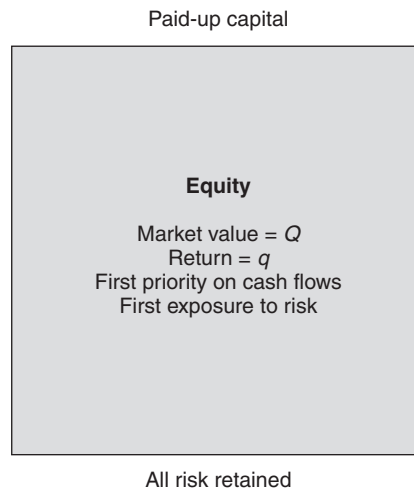 Paid-up capital
Equity
Market value = Q
Return = q
First priority on cash flows
First exposure to risk
All risk retained